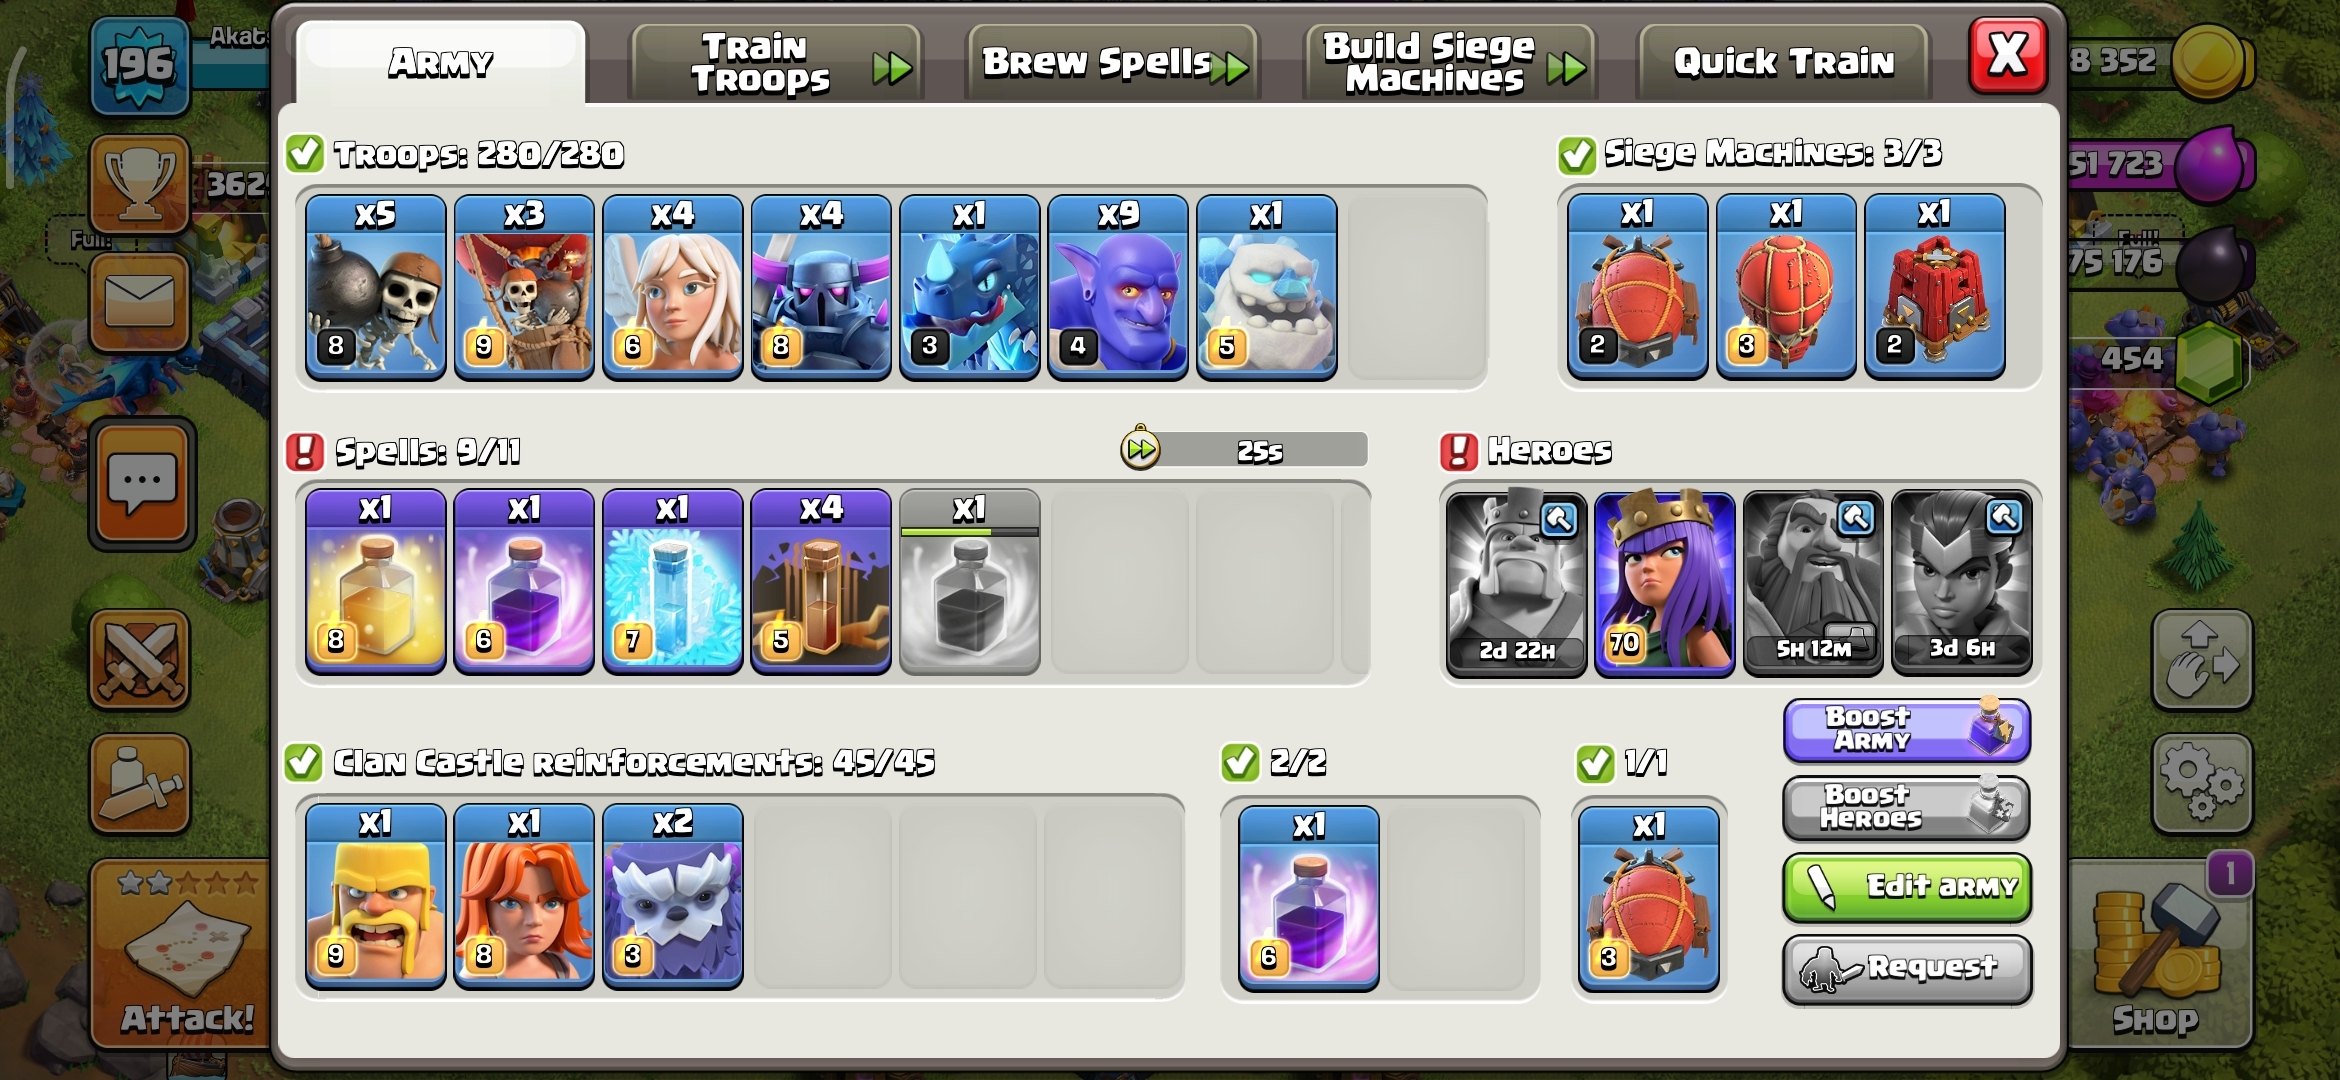 196
Akat
Army
Train
Troops
Brew Spells
Build Siege
Machines
Quick Train
X
8 352
Troops: 280/280
Siege Machines: 3/3
51 723
362
Full!
Full!
75 176
454
x5
x3
x4
x4
x1
x9
x1
x1
x1
x1
8
9
6
8
3
4
5
2
3
2
Spells: 9/11
25s
Heroes
x1
x1
x1
x4
x1
8
6
7
5
2d 22h
70
5h 12m
3d 6h
Clan Castle reinforcements: 45/45
2/2
1/1
Boost
Army
Boost
Heroes
Edit army
Request
x1
x1
x2
x1
x1
9
8
3
6
3
Attack!
1
Shop